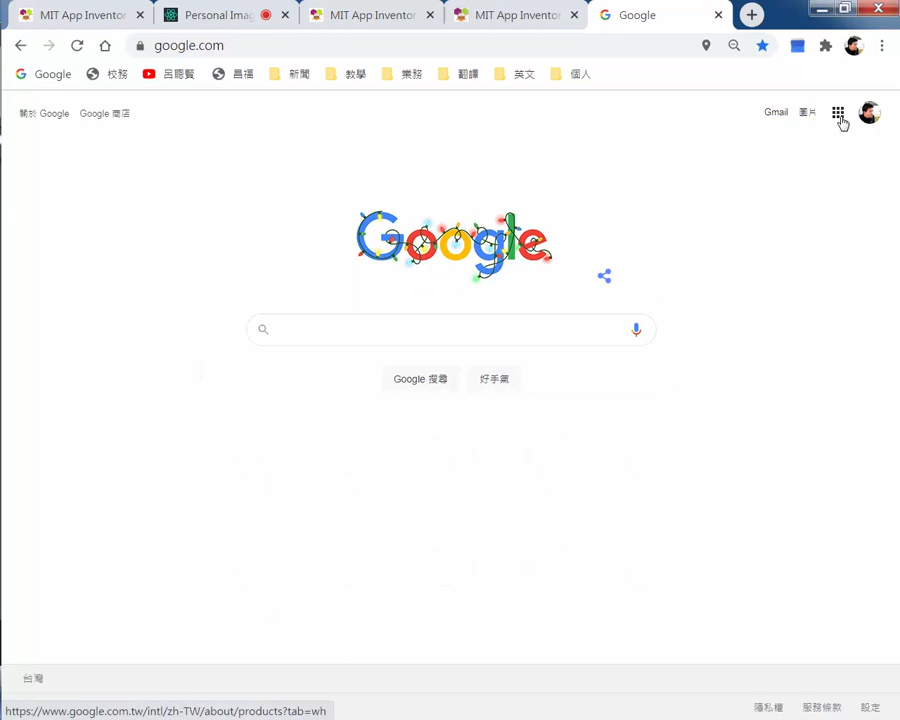 MIT App Inventor
Personal Imag
MIT App Inventor
MIT App Inventor
Google
google.com
Google
校務
呂聰賢
昌福
新聞
教學
業務
翻譯
英文
個人
關於 Google
Google 商店
Gmail
圖片
Google
Google 搜尋
好手氣
台灣
https://www.google.com.tw/intl/zh-TW/about/products?tab=wh
隱私權
服務條款
設定